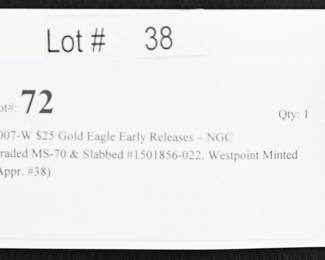 Lot # 38
ot#: 72
Qty: 1
007-W $25 Gold Eagle Early Releases – NGC
raded MS-70 & Slabbed #1501856-022. Westpoint Minted
Appr. #38)